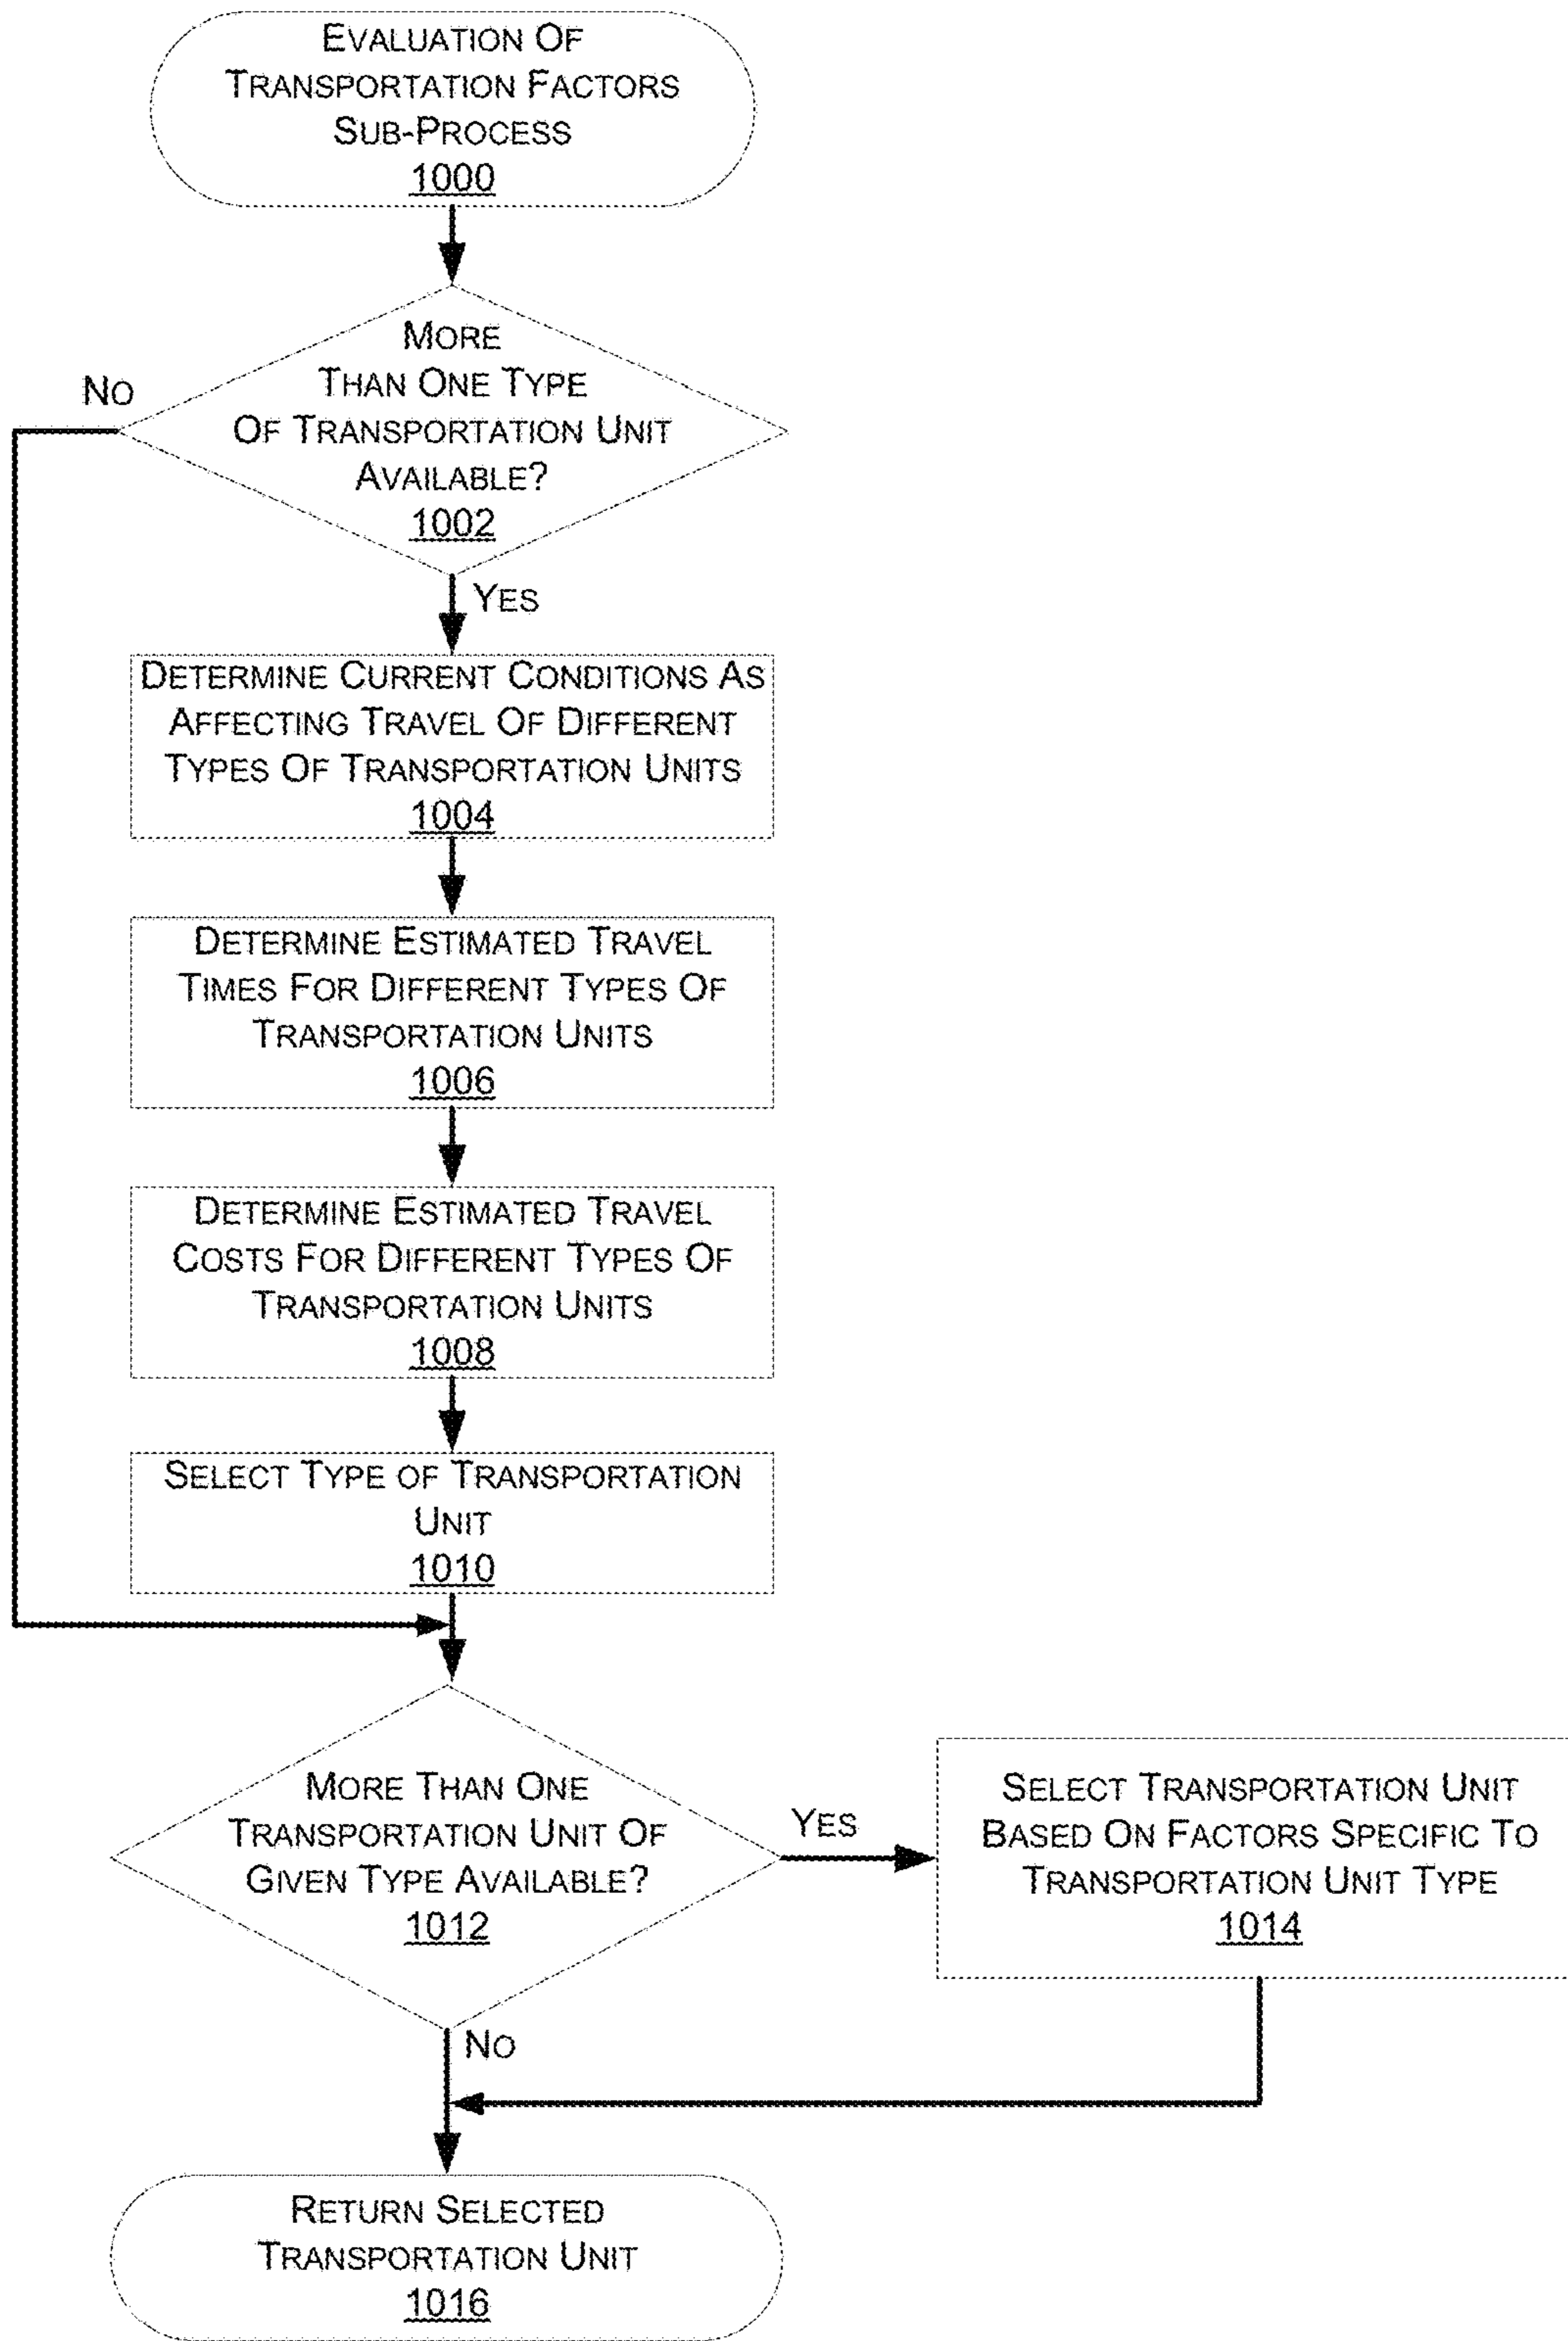 EVALUATION OF
TRANSPORTATION FACTORS
SUB-PROCESS
1000
MORE
THAN ONE TYPE
OF TRANSPORTATION UNIT
AVAILABLE?
1002
NO
YES
DETERMINE CURRENT CONDITIONS AS
AFFECTING TRAVEL OF DIFFERENT
TYPES OF TRANSPORTATION UNITS
1004
DETERMINE ESTIMATED TRAVEL
TIMES FOR DIFFERENT TYPES OF
TRANSPORTATION UNITS
1006
DETERMINE ESTIMATED TRAVEL
COSTS FOR DIFFERENT TYPES OF
TRANSPORTATION UNITS
1008
SELECT TYPE OF TRANSPORTATION
UNIT
1010
MORE THAN ONE
TRANSPORTATION UNIT OF
GIVEN TYPE AVAILABLE?
1012
YES
SELECT TRANSPORTATION UNIT
BASED ON FACTORS SPECIFIC TO
TRANSPORTATION UNIT TYPE
1014
NO
RETURN SELECTED
TRANSPORTATION UNIT
1016